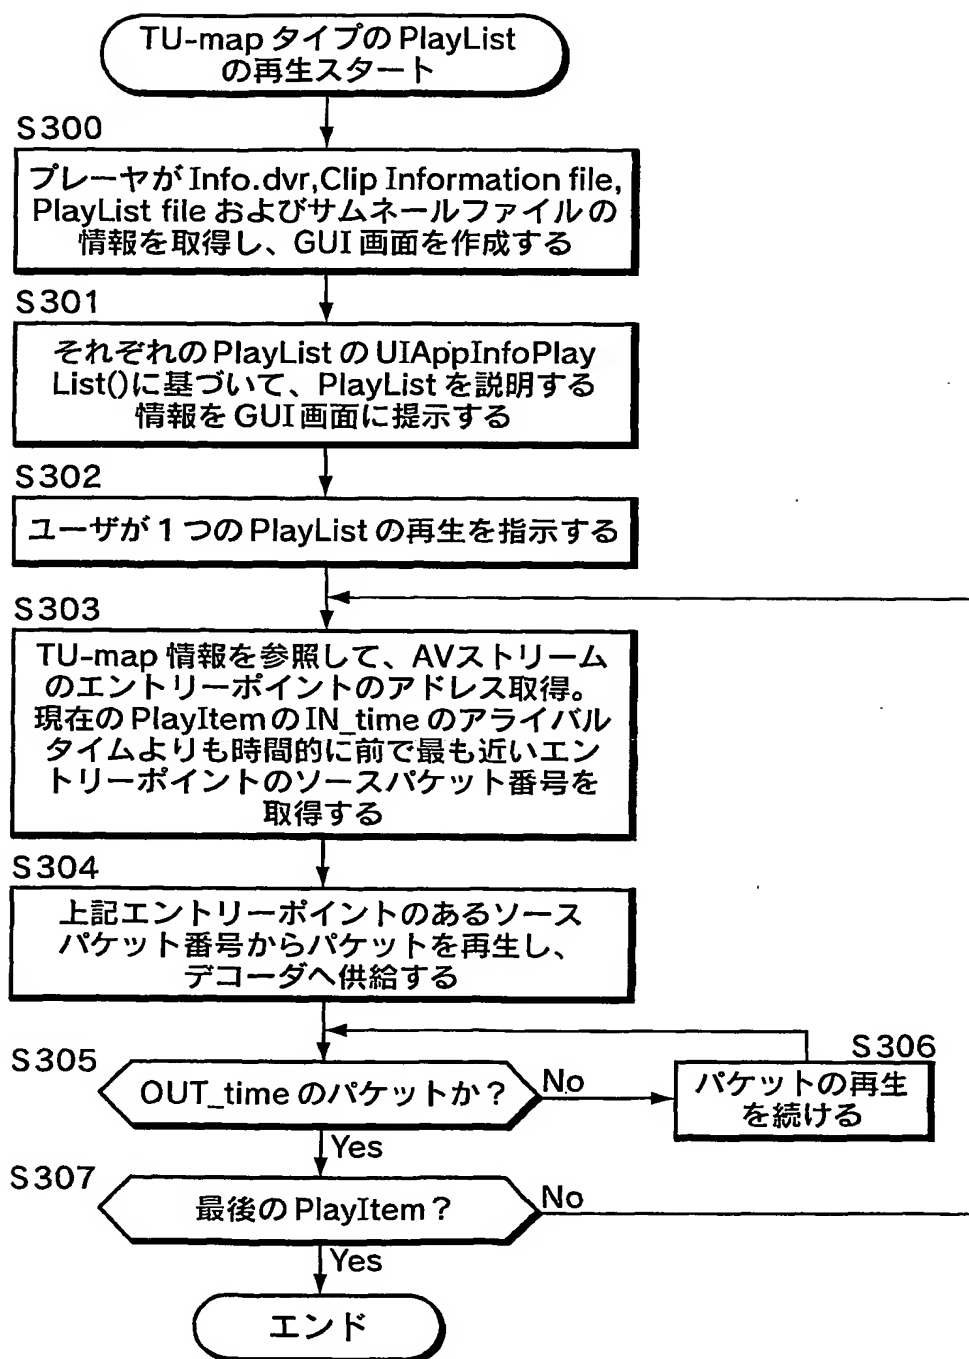 TU-map タイプの PlayList
の再生スタート
S300
プレーヤが Info.dvr,Clip Information file,
PlayList file およびサムネールファイルの
情報を取得し、GUI 画面を作成する
S301
それぞれの PlayList の UIAppInfoPlay
List()に基づいて、PlayList を説明する
情報を GUI 画面に提示する
S302
ユーザが 1 つの PlayList の再生を指示する
S303
TU-map 情報を参照して、AVストリーム
のエントリーポイントのアドレス取得。
現在の PlayItem の IN_time のアライバル
タイムよりも時間的に前で最も近いエン
トリーポイントのソースパケット番号を
取得する
S304
上記エントリーポイントのあるソース
パケット番号からパケットを再生し、
デコーダへ供給する
S305
OUT_time のパケットか?
No
S306
パケットの再生
を続ける
Yes
S307
最後の PlayItem?
No
Yes
エンド